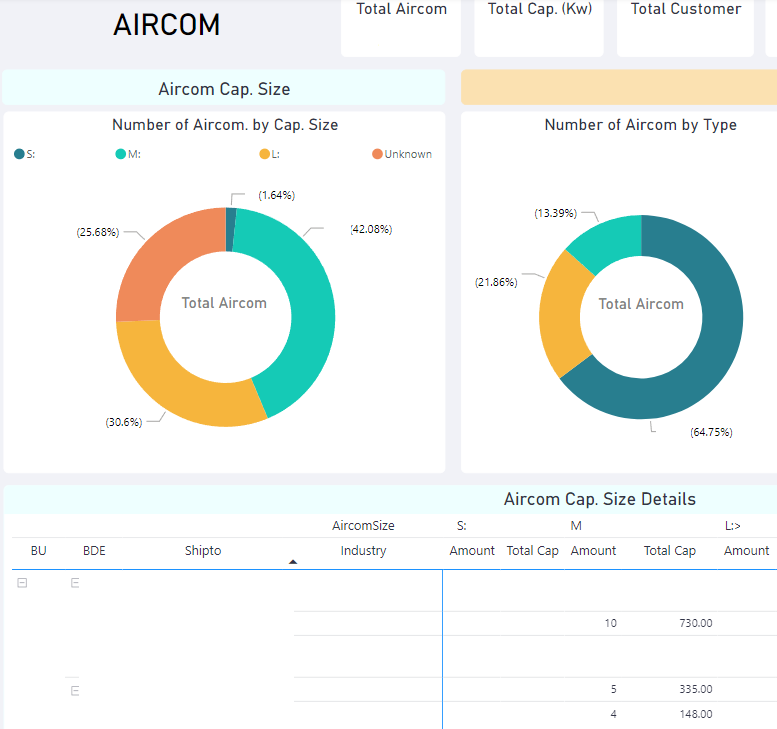 AIRCOM
Total Aircom
Total Cap. (Kw)
Total Customer
Aircom Cap. Size
Number of Aircom. by Cap. Size
S:
M:
L:
Unknown
(1.64%)
(42.08%)
(25.68%)
(30.6%)
Total Aircom
Number of Aircom by Type
(13.39%)
(21.86%)
(64.75%)
Total Aircom
Aircom Cap. Size Details
AircomSize S: M L:>
BU BDE Shipto Industry Amount Total Cap Amount Total Cap Amount
10 730.00
5 335.00
4 148.00